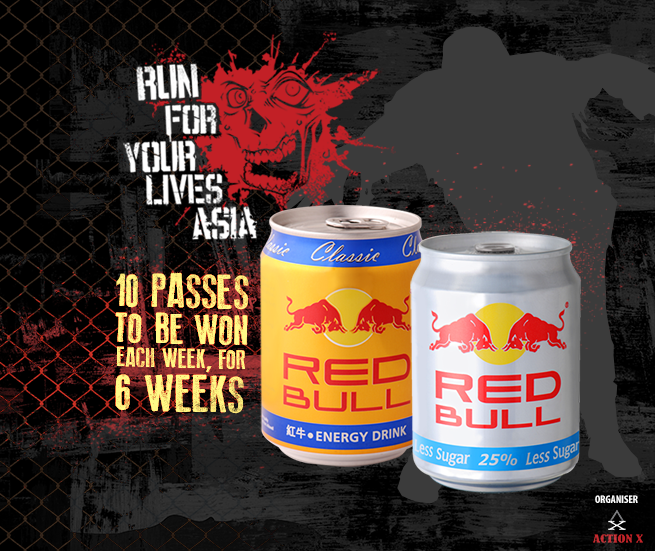 RUN
FOR
YOUR
LIVES
ASIA
10 PASSES
TO BE WON
EACH WEEK, FOR
6 WEEKS
Classic
RED
BULL
紅牛 • ENERGY DRINK
®
RED
BULL
Less Sugar 25% Less Sugar
ORGANISER
ACTION X